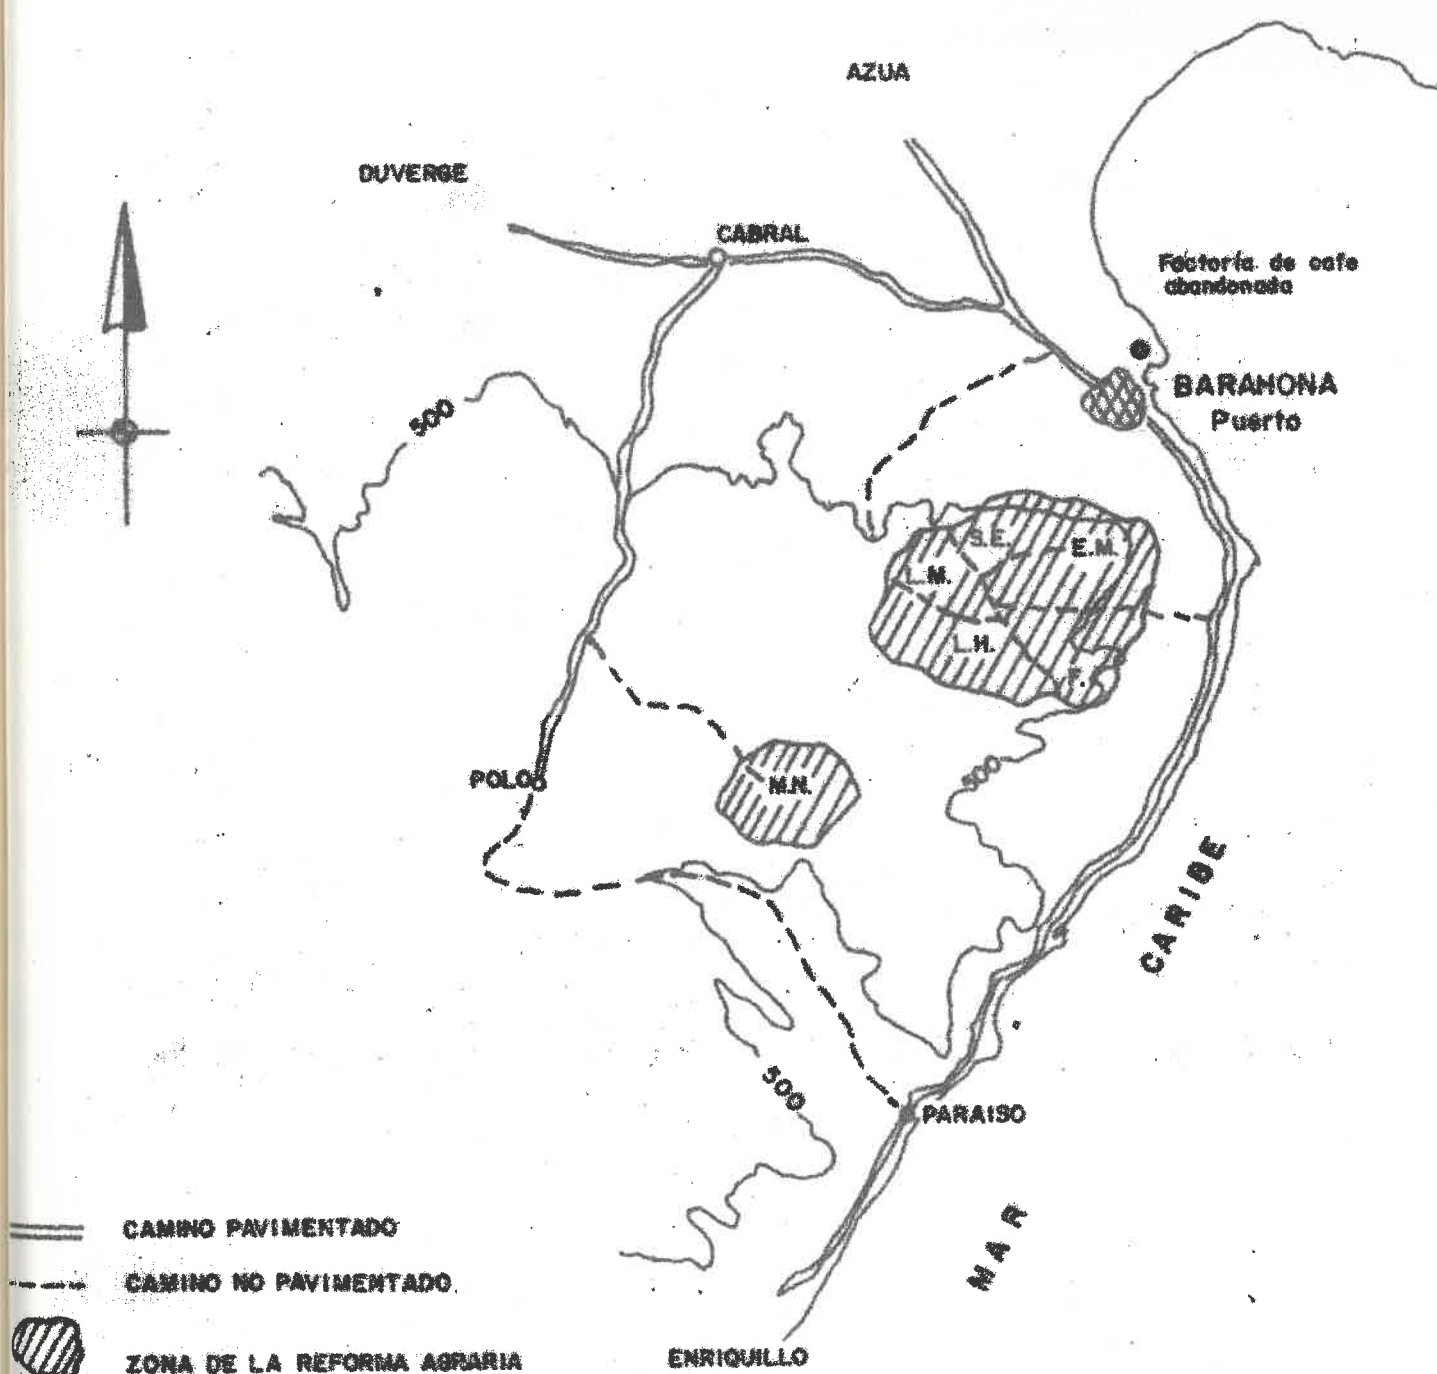 AZUA
DUVERGE
CABRAL
Factoría de cafe
abandonada
BARAHONA
Puerto
500
S.E.
E.M.
L.M.
L.H.
500
M.N.
POLO
CARIBE
500
PARAISO
MAR
CAMINO PAVIMENTADO
CAMINO NO PAVIMENTADO.
ZONA DE LA REFORMA AGRARIA
ENRIQUILLO